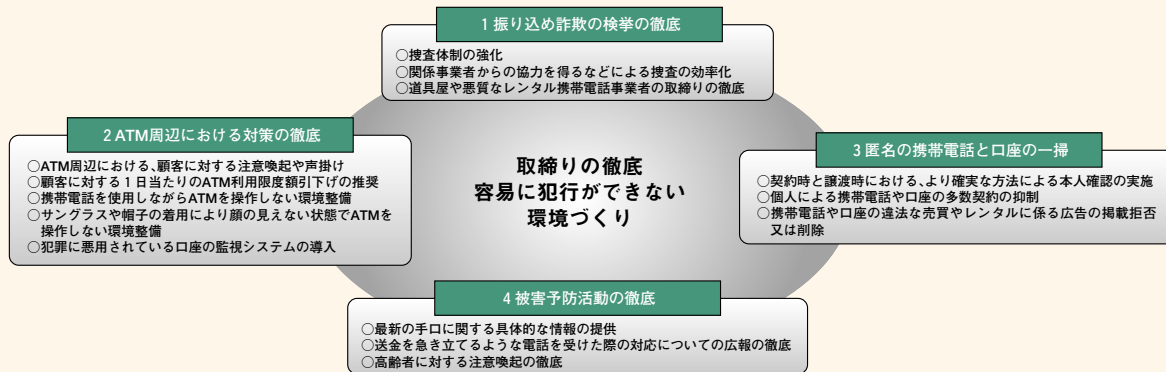 1 振り込め詐欺の検挙の徹底
○捜査体制の強化
○関係事業者からの協力を得るなどによる捜査の効率化
○道具屋や悪質なレンタル携帯電話事業者の取締りの徹底
2 ATM周辺における対策の徹底
○ATM周辺における、顧客に対する注意喚起や声掛け
○顧客に対する1日当たりのATM利用限度額引下げの推奨
○携帯電話を使用しながらATMを操作しない環境整備
○サングラスや帽子の着用により顔の見えない状態でATMを
操作しない環境整備
○犯罪に悪用されている口座の監視システムの導入
取締りの徹底
容易に犯行ができない
環境づくり
3 匿名の携帯電話と口座の一掃
○契約時と譲渡時における、より確実な方法による本人確認の実施
○個人による携帯電話や口座の多数契約の抑制
○携帯電話や口座の違法な売買やレンタルに係る広告の掲載拒否
又は削除
4 被害予防活動の徹底
○最新の手口に関する具体的な情報の提供
○送金を急き立てるような電話を受けた際の対応についての広報の徹底
○高齢者に対する注意喚起の徹底